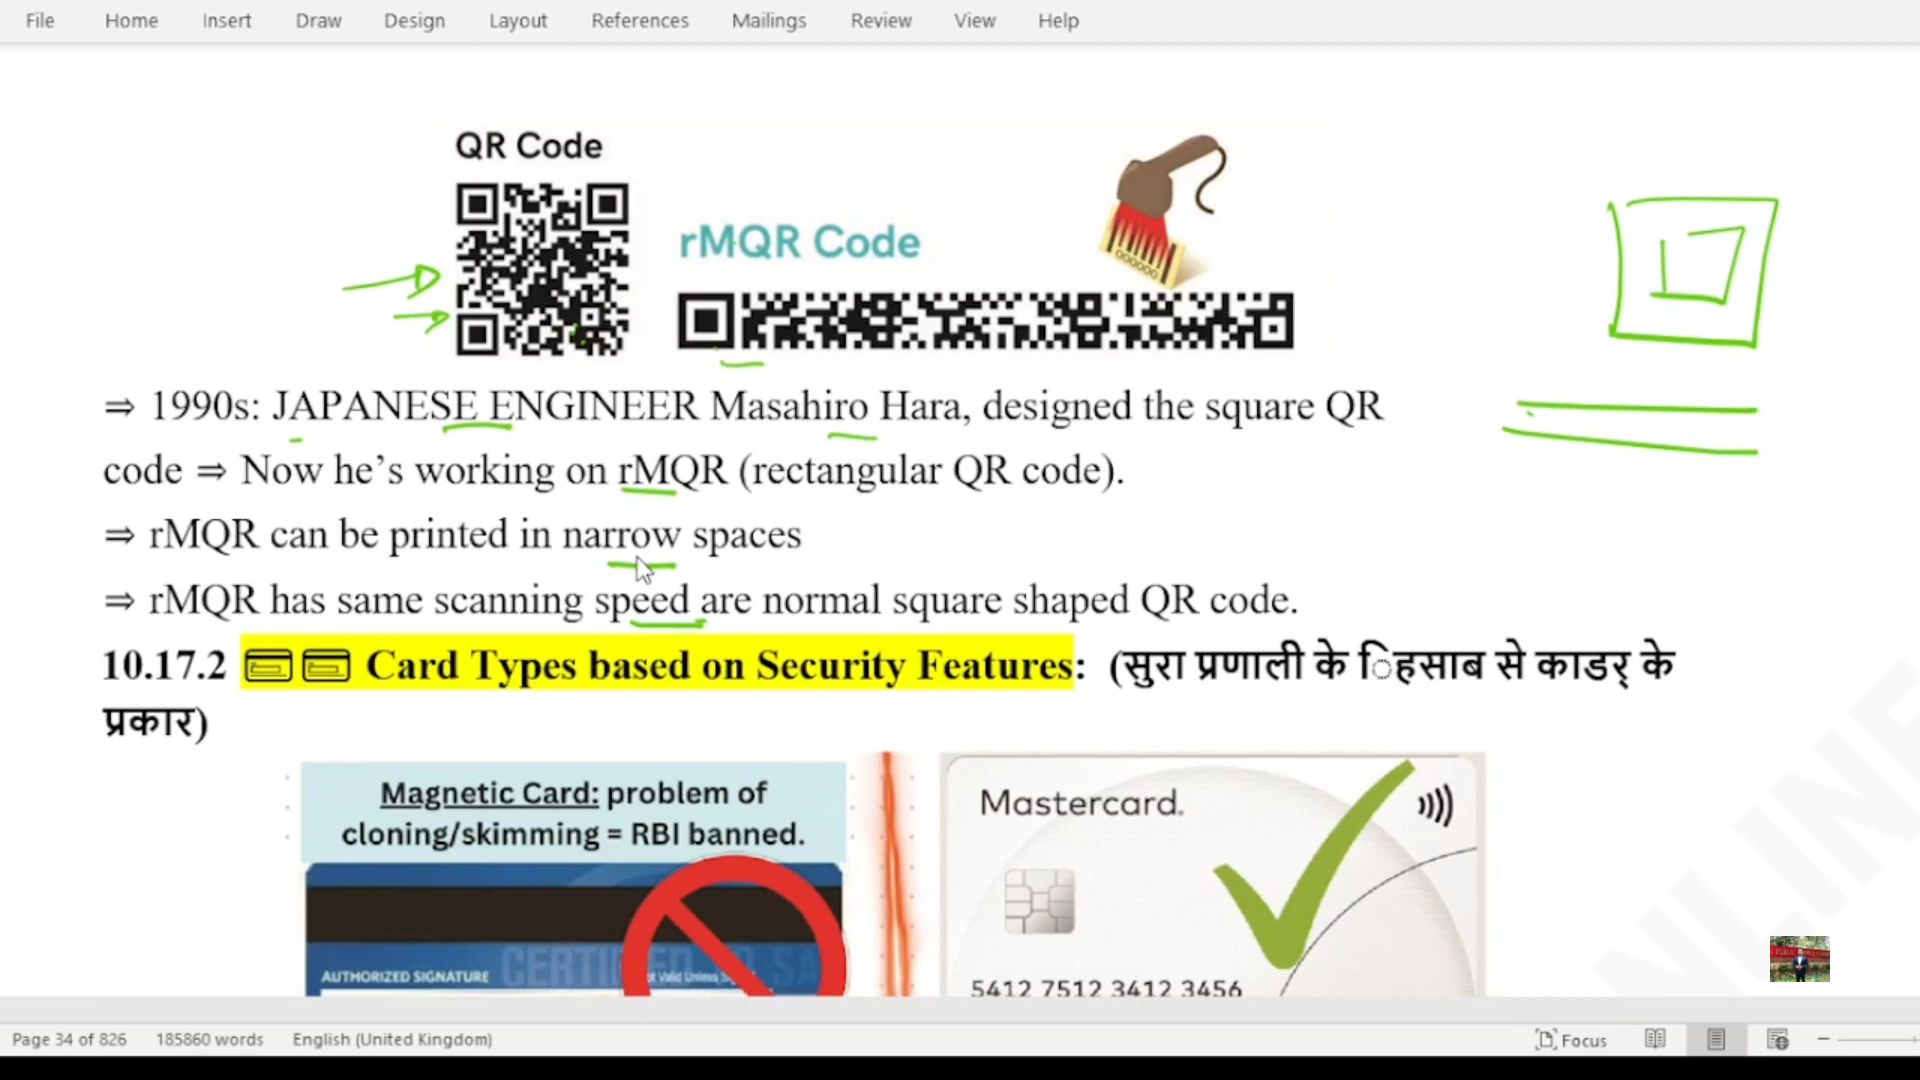 File Home Insert Draw Design Layout References Mailings Review View Help
QR Code
rMQR Code
000000
⇒ 1990s: JAPANESE ENGINEER Masahiro Hara, designed the square QR
code ⇒ Now he’s working on rMQR (rectangular QR code).
⇒ rMQR can be printed in narrow spaces
⇒ rMQR has same scanning speed are normal square shaped QR code.
10.17.2 Card Types based on Security Features: (सुरा प्रणाली के िहसाब से काडर् के
प्रकार)
Magnetic Card: problem of
cloning/skimming = RBI banned.
Mastercard.
AUTHORIZED SIGNATURE
5412 7512 3412 3456
NLINE
Page 34 of 826 185860 words English (United Kingdom) Focus